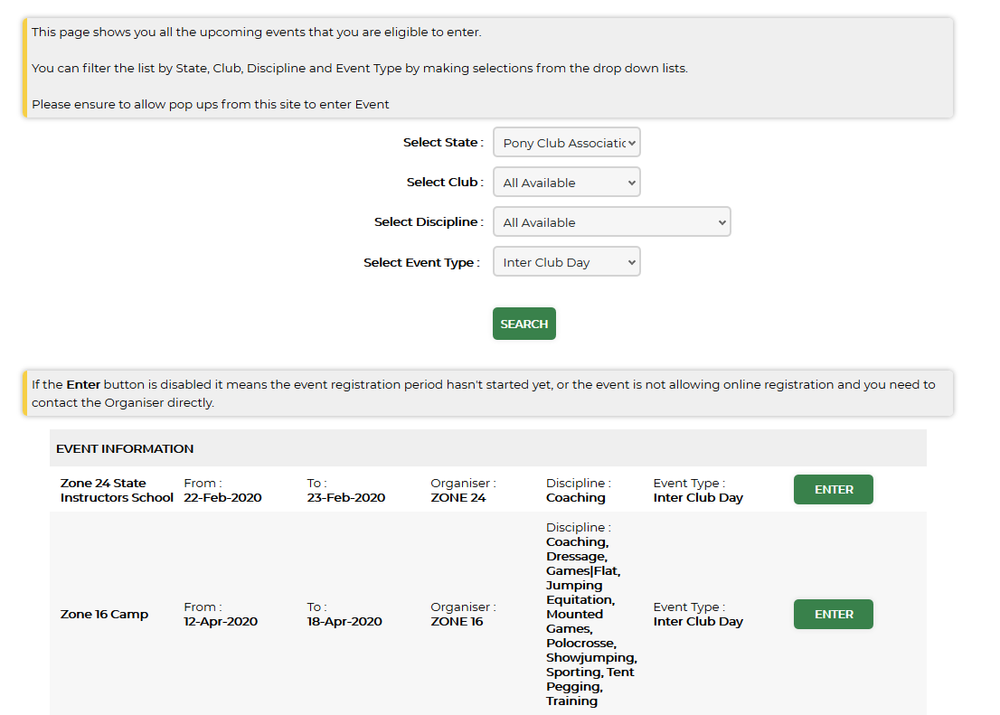 This page shows you all the upcoming events that you are eligible to enter.
You can filter the list by State, Club, Discipline and Event Type by making selections from the drop down lists.
Please ensure to allow pop ups from this site to enter Event
Select State : Pony Club Associatic
Select Club : All Available
Select Discipline : All Available
Select Event Type : Inter Club Day
SEARCH
If the Enter button is disabled it means the event registration period hasn't started yet, or the event is not allowing online registration and you need to
contact the Organiser directly.
EVENT INFORMATION
Zone 24 State
Instructors School
From :
22-Feb-2020
To :
23-Feb-2020
Organiser :
ZONE 24
Discipline :
Coaching
Event Type :
Inter Club Day
ENTER
Zone 16 Camp
From :
12-Apr-2020
To :
18-Apr-2020
Organiser :
ZONE 16
Discipline :
Coaching,
Dressage,
Games|Flat,
Jumping
Equitation,
Mounted
Games,
Polocrosse,
Showjumping,
Sporting, Tent
Pegging,
Training
Event Type :
Inter Club Day
ENTER